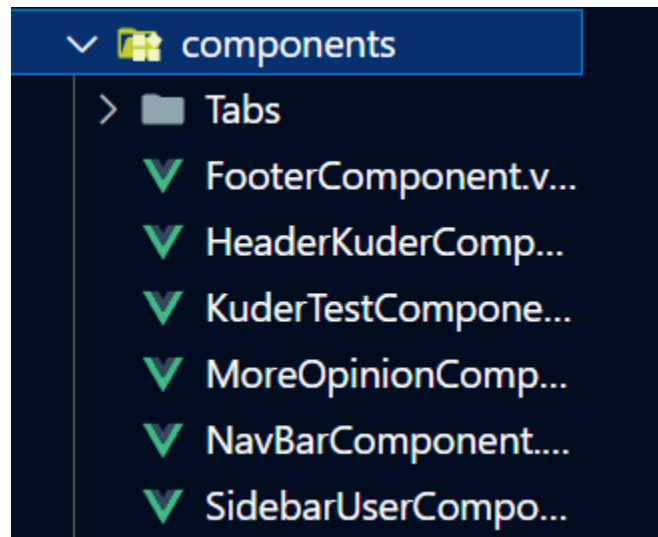 components
Tabs
FooterComponent.v...
HeaderKuderComp...
KuderTestCompone...
MoreOpinionComp...
NavBarComponent....
SidebarUserCompo...